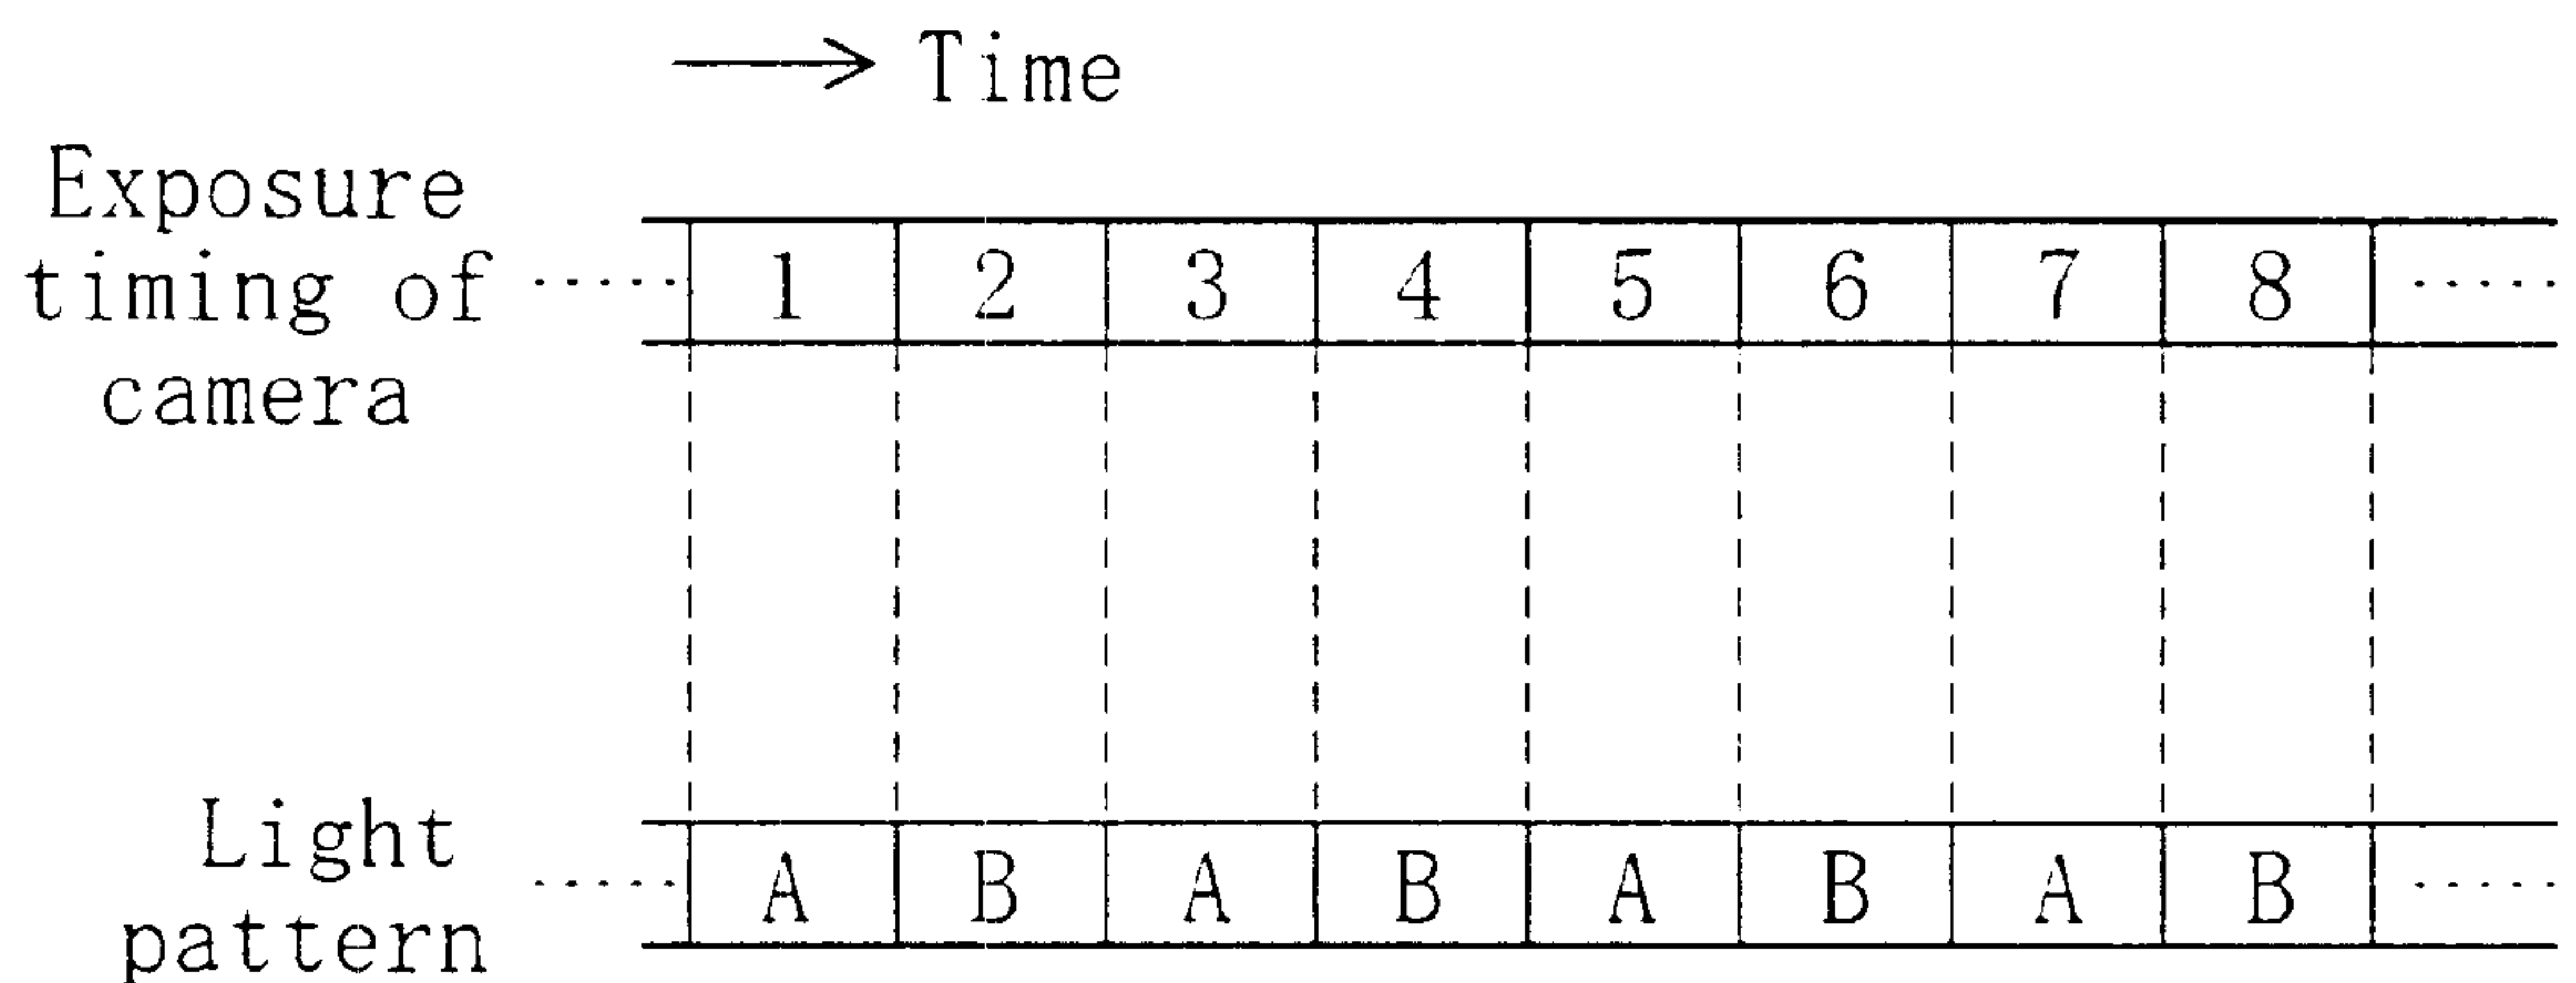 Time
Exposure
timing of
camera
1 2 3 4 5 6 7 8
Light
pattern
A B A B A B A B